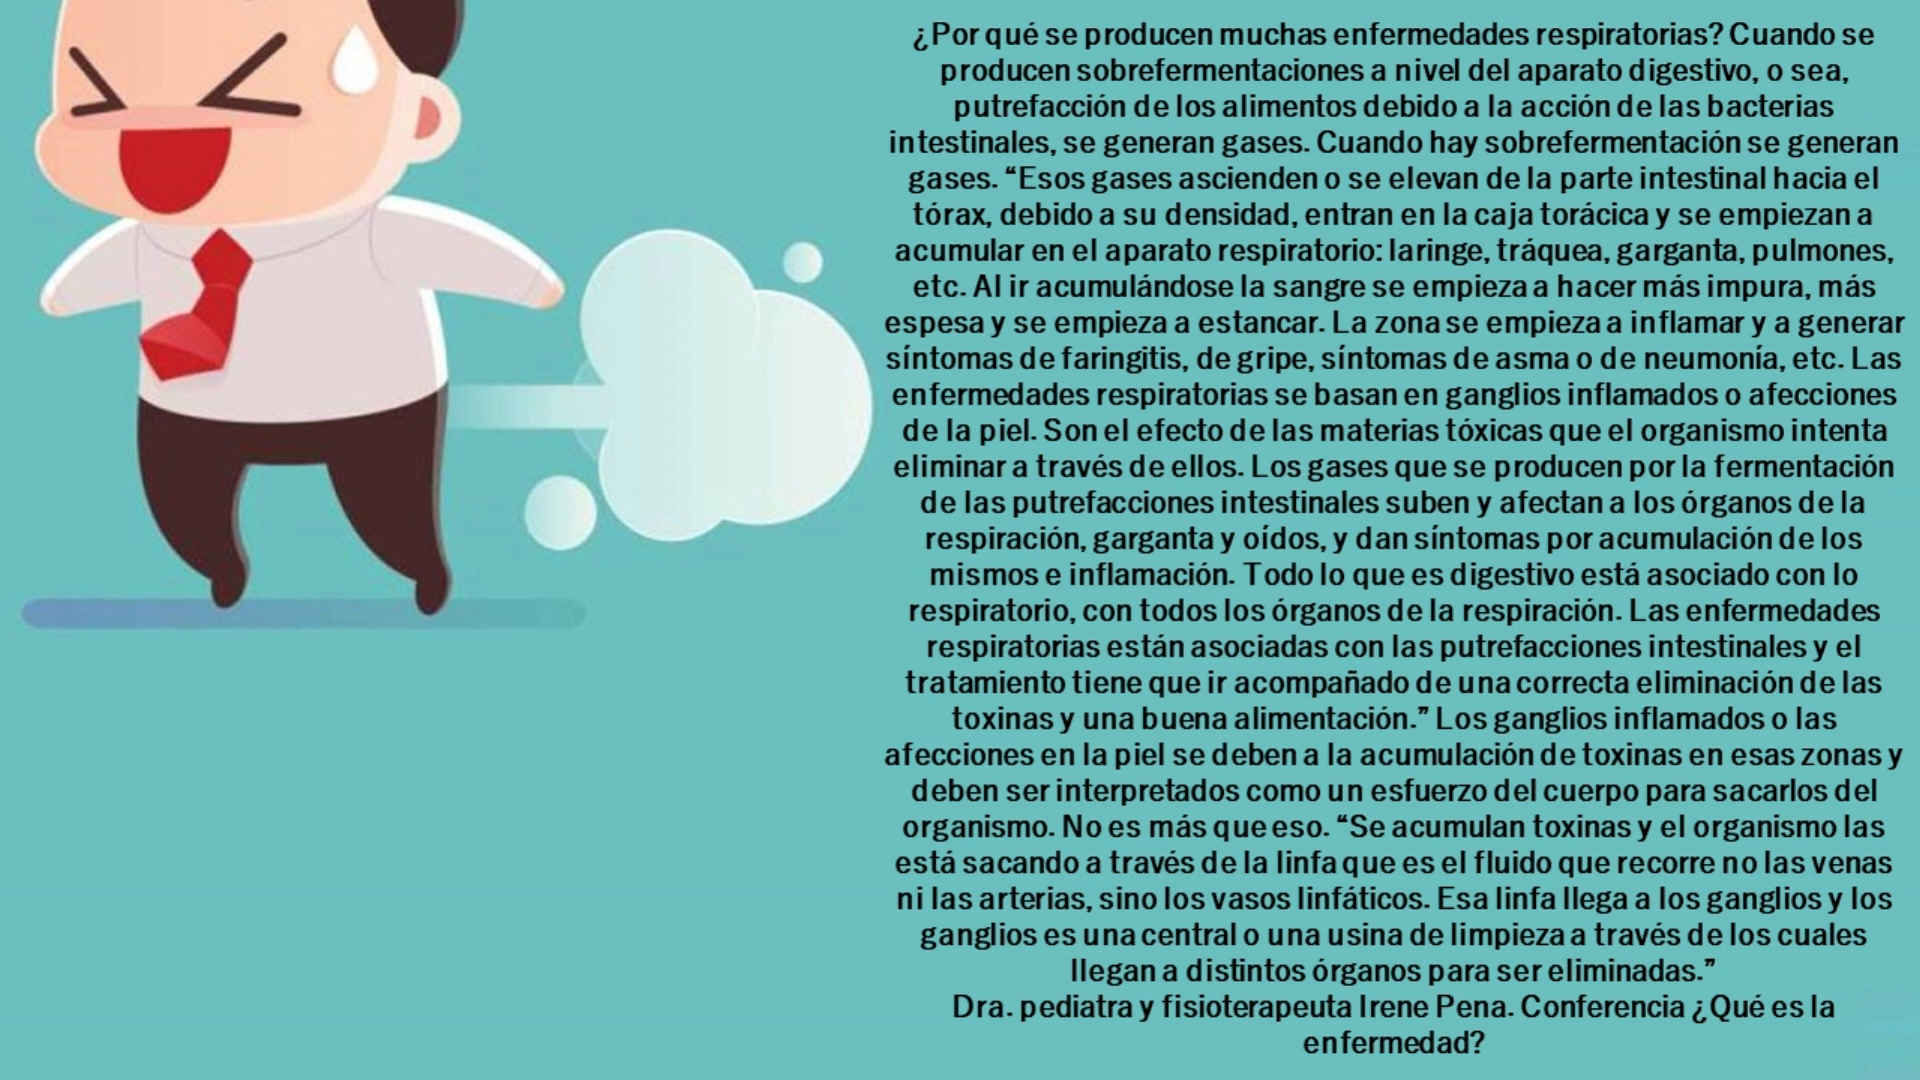 ¿Por qué se producen muchas enfermedades respiratorias? Cuando se
producen sobrefermentaciones a nivel del aparato digestivo, o sea,
putrefacción de los alimentos debido a la acción de las bacterias
intestinales, se generan gases. Cuando hay sobrefermentación se generan
gases. “Esos gases ascienden o se elevan de la parte intestinal hacia el
tórax, debido a su densidad, entran en la caja torácica y se empiezan a
acumular en el aparato respiratorio: laringe, tráquea, garganta, pulmones,
etc. Al ir acumulándose la sangre se empieza a hacer más impura, más
espesa y se empieza a estancar. La zona se empieza a inflamar y a generar
síntomas de faringitis, de gripe, síntomas de asma o de neumonía, etc. Las
enfermedades respiratorias se basan en ganglios inflamados o afecciones
de la piel. Son el efecto de las materias tóxicas que el organismo intenta
eliminar a través de ellos. Los gases que se producen por la fermentación
de las putrefacciones intestinales suben y afectan a los órganos de la
respiración, garganta y oídos, y dan síntomas por acumulación de los
mismos e inflamación. Todo lo que es digestivo está asociado con lo
respiratorio, con todos los órganos de la respiración. Las enfermedades
respiratorias están asociadas con las putrefacciones intestinales y el
tratamiento tiene que ir acompañado de una correcta eliminación de las
toxinas y una buena alimentación.” Los ganglios inflamados o las
afecciones en la piel se deben a la acumulación de toxinas en esas zonas y
deben ser interpretados como un esfuerzo del cuerpo para sacarlos del
organismo. No es más que eso. “Se acumulan toxinas y el organismo las
está sacando a través de la linfa que es el fluido que recorre no las venas
ni las arterias, sino los vasos linfáticos. Esa linfa llega a los ganglios y los
ganglios es una central o una usina de limpieza a través de los cuales
llegan a distintos órganos para ser eliminadas.”
Dra. pediatra y fisioterapeuta Irene Pena. Conferencia ¿Qué es la
enfermedad?